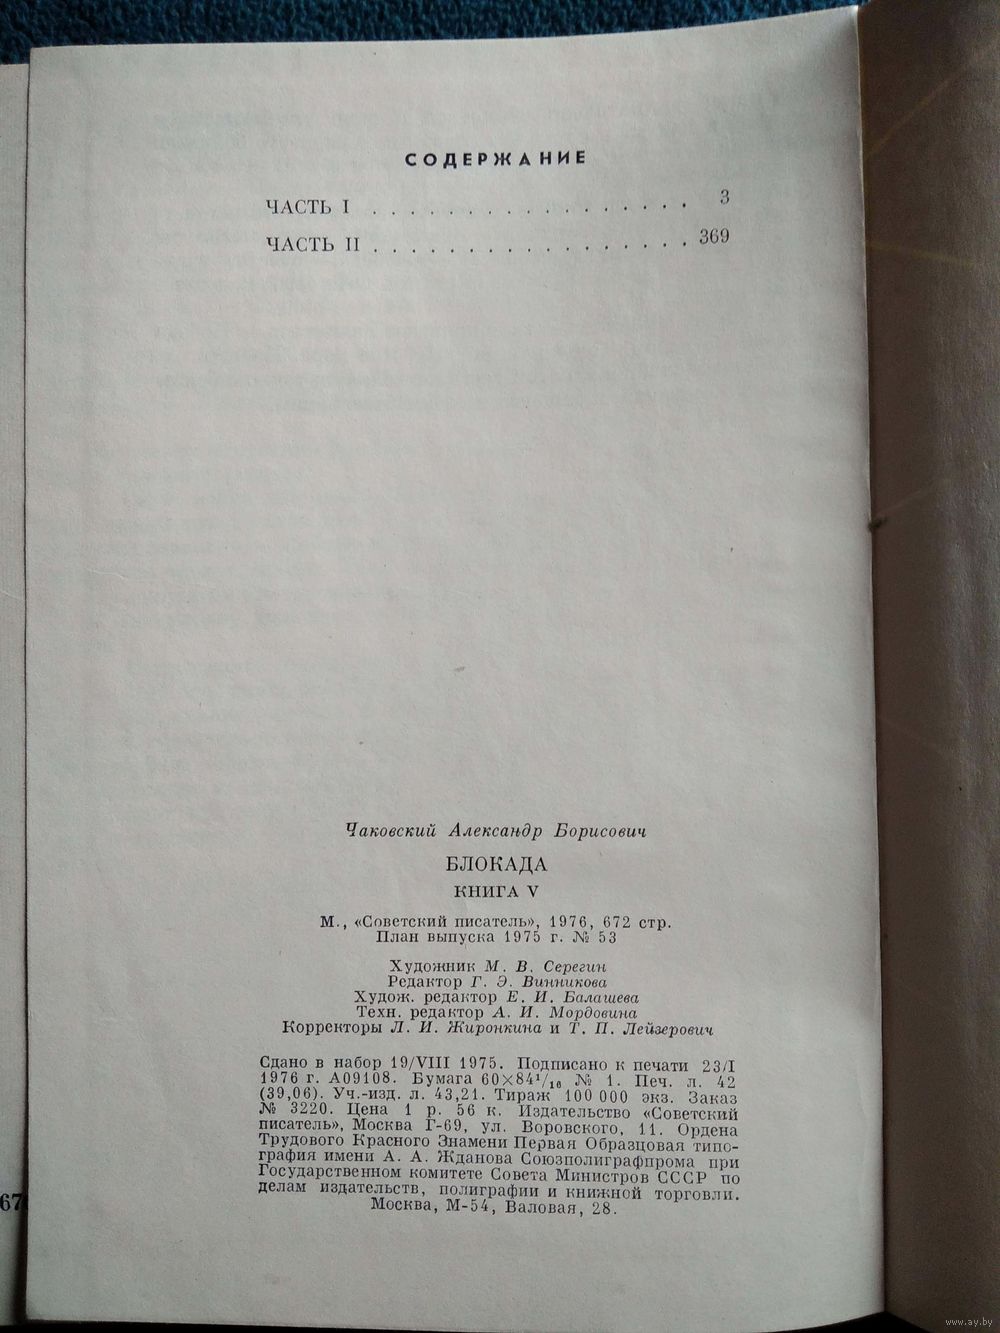 СОДЕРЖАНИЕ
ЧАСТЬ I . . . . . . . . . . . . . . . . . 3
ЧАСТЬ II . . . . . . . . . . . . . . . . . 369
Чаковский Александр Борисович
БЛОКАДА
КНИГА V
М., «Советский писатель», 1976, 672 стр.
План выпуска 1975 г. № 53
Художник М. В. Серегин
Редактор Г. Э. Винникова
Худож. редактор Е. И. Балашева
Техн. редактор А. И. Мордовина
Корректоры Л. И. Жиронкина и Т. П. Лейзерович
Сдано в набор 19/VIII 1975. Подписано к печати 23/I
1976 г. А09108. Бумага 60×84¹/₁₆ № 1. Печ. л. 42
(39,06). Уч.-изд. л. 43,21. Тираж 100 000 экз. Заказ
№ 3220. Цена 1 р. 56 к. Издательство «Советский
писатель», Москва Г-69, ул. Воровского, 11. Ордена
Трудового Красного Знамени Первая Образцовая типо-
графия имени А. А. Жданова Союзполиграфпрома при
Государственном комитете Совета Министров СССР по
делам издательств, полиграфии и книжной торговли.
Москва, М-54, Валовая, 28.
67
www.ay.by